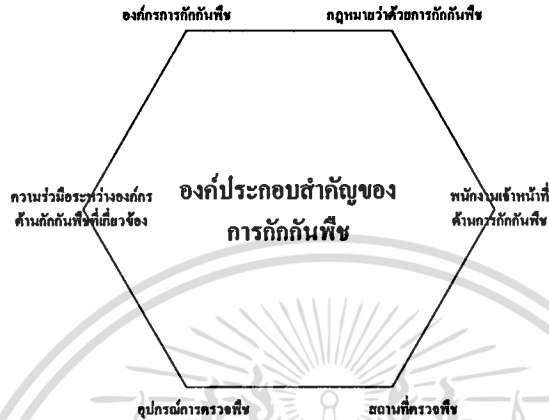 องค์กรการกักกันพืช กฎหมายว่าด้วยการกักกันพืช
ความร่วมือระหว่างองค์กร
ด้านกักกันพืชที่เกี่ยวข้อง
องค์ประกอบสำคัญของ
การกักกันพืช
พนักงานเจ้าหน้าที่
ด้านการกักกันพืช
อุปกรณ์การตรวจพืช สถานที่ตรวจพืช